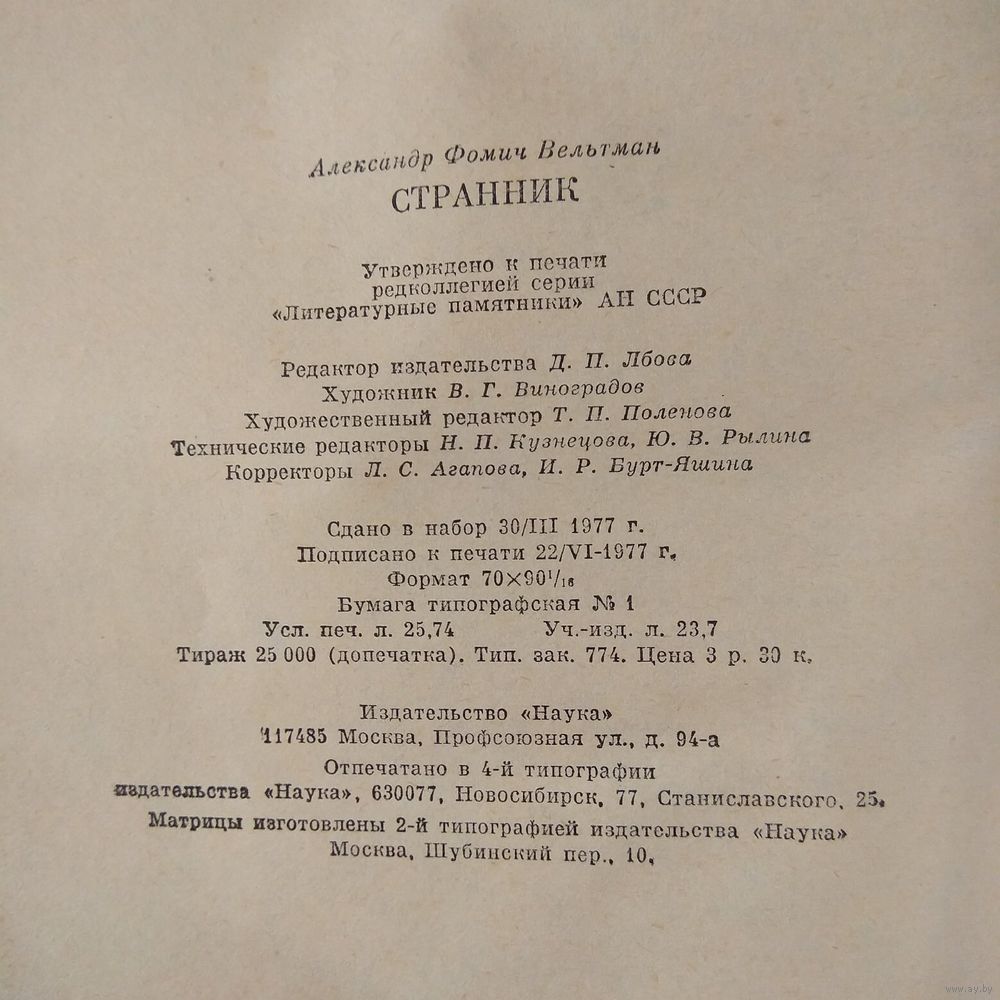 Александр Фомич Вельтман
СТРАННИК
Утверждено к печати
редколлегией серии
«Литературные памятники» АН СССР
Редактор издательства Д. П. Лбова
Художник В. Г. Виноградов
Художественный редактор Т. П. Поленова
Технические редакторы Н. П. Кузнецова, Ю. В. Рылина
Корректоры Л. С. Агапова, И. Р. Бурт-Яшина
Сдано в набор 30/III 1977 г.
Подписано к печати 22/VI-1977 г.
Формат 70×90¹/₁₆
Бумага типографская № 1
Усл. печ. л. 25,74 Уч.-изд. л. 23,7
Тираж 25 000 (допечатка). Тип. зак. 774. Цена 3 р. 30 к.
Издательство «Наука»
117485 Москва, Профсоюзная ул., д. 94-а
Отпечатано в 4-й типографии
издательства «Наука», 630077, Новосибирск, 77, Станиславского, 25.
Матрицы изготовлены 2-й типографией издательства «Наука»
Москва, Шубинский пер., 10,
www.ay.by